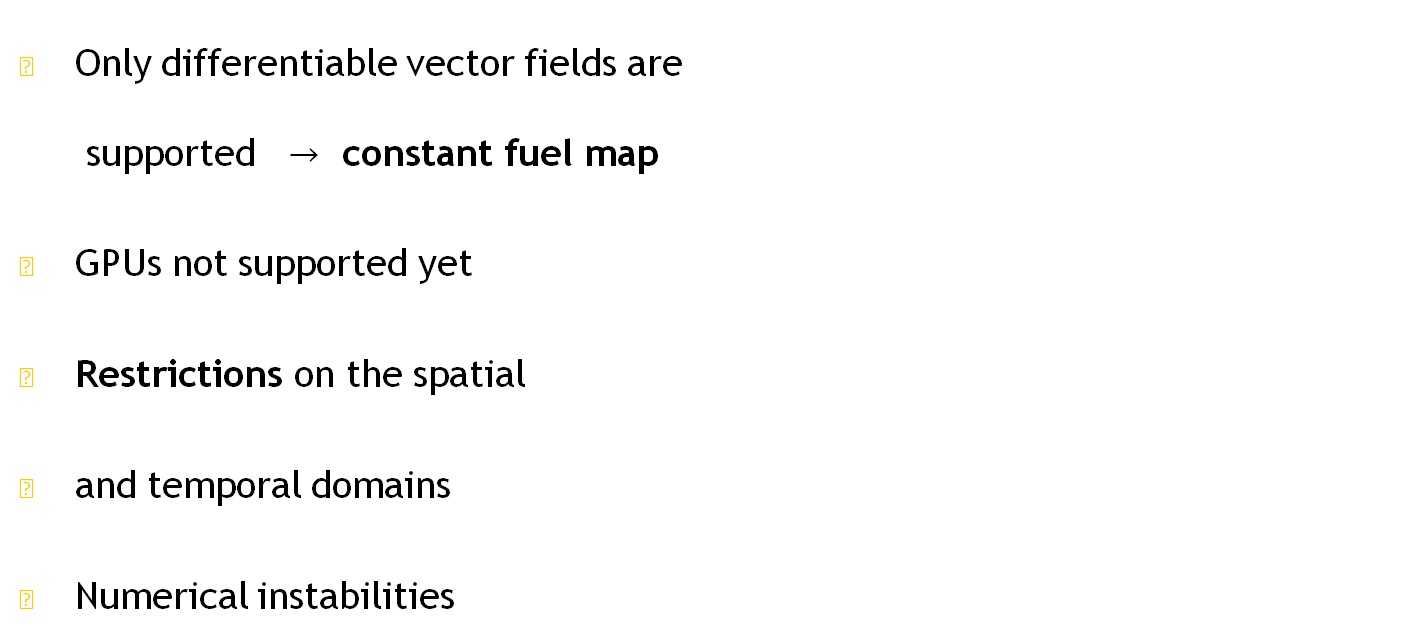 Only differentiable vector fields are
supported → constant fuel map
GPUs not supported yet
Restrictions on the spatial
and temporal domains
Numerical instabilities